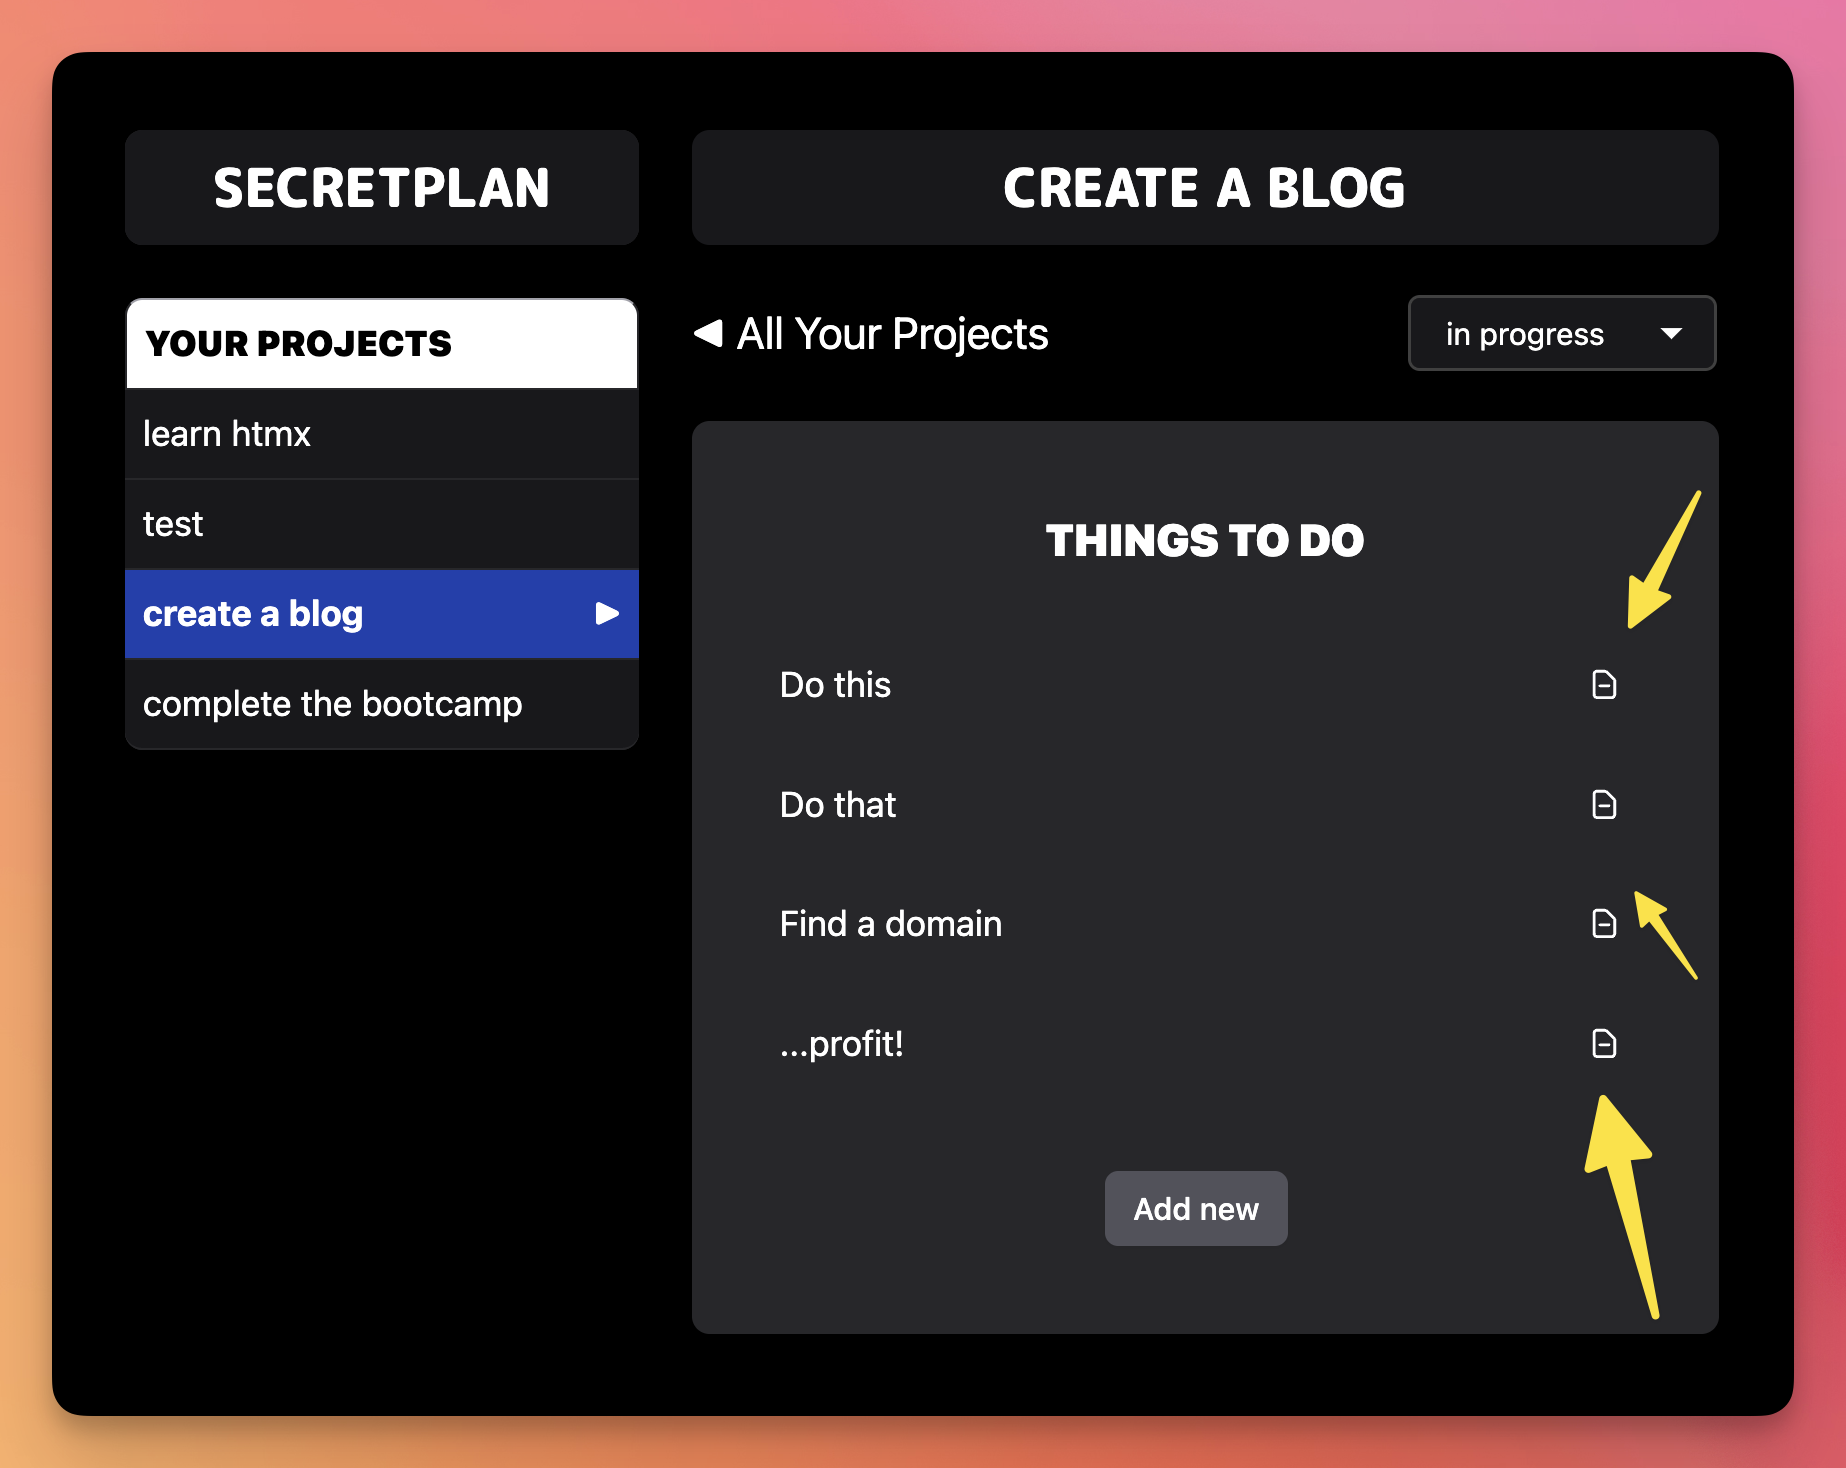 SECRETPLAN
CREATE A BLOG
YOUR PROJECTS
learn htmx
test
create a blog
complete the bootcamp
All Your Projects
in progress
THINGS TO DO
Do this
Do that
Find a domain
...profit!
Add new